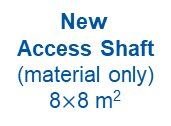 New
Access Shaft
(material only)
8×8 m²